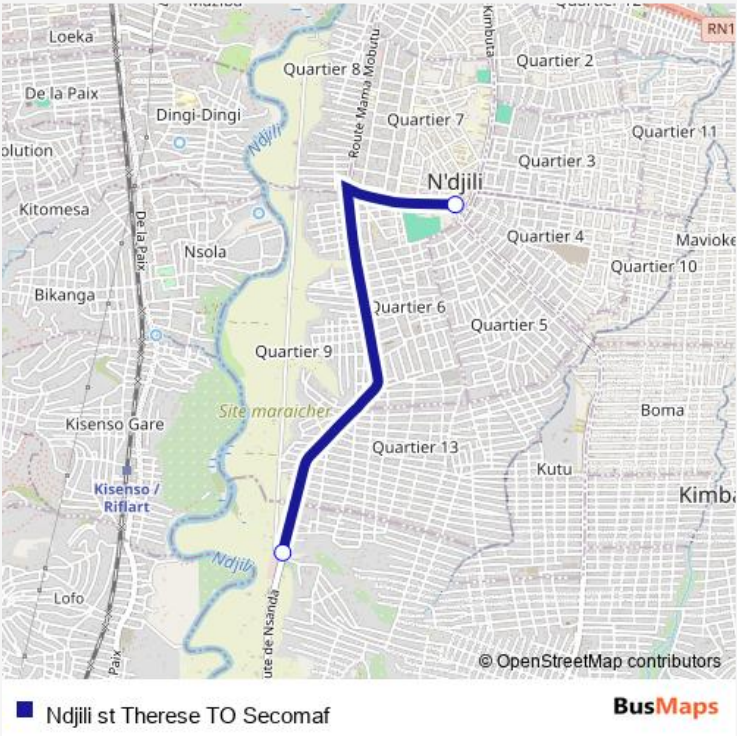 Kimbuta
RN1
Loeka
Quartier 8
Route Mama Mobutu
Quartier 2
De la Paix
Dingi-Dingi
Quartier 7
Quartier 11
olution
Ndjili
Quartier 3
N'djili
Kitomesa
De la Paix
Nsola
Quartier 4
Mavioke
Quartier 10
Bikanga
Quartier 6
Quartier 5
Quartier 9
Site maraicher
Boma
Kisenso Gare
Quartier 13
Kutu
Kisenso /
Riflart
Kimba
Ndjili
Lofo
ute de Nsanda
Paix
© OpenStreetMap contributors
Ndjili st Therese TO Secomaf
BusMaps